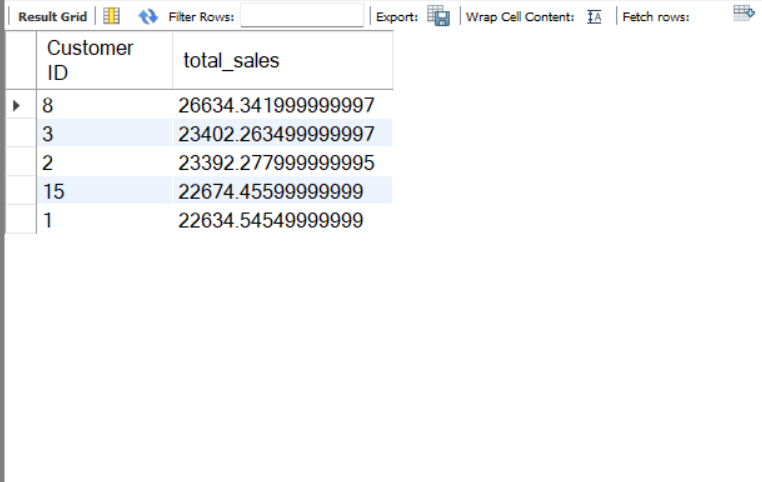 Result Grid Filter Rows: Export: Wrap Cell Content: Fetch rows:
Customer
ID total_sales
8 26634.341999999997
3 23402.263499999997
2 23392.277999999995
15 22674.45599999999
1 22634.54549999999